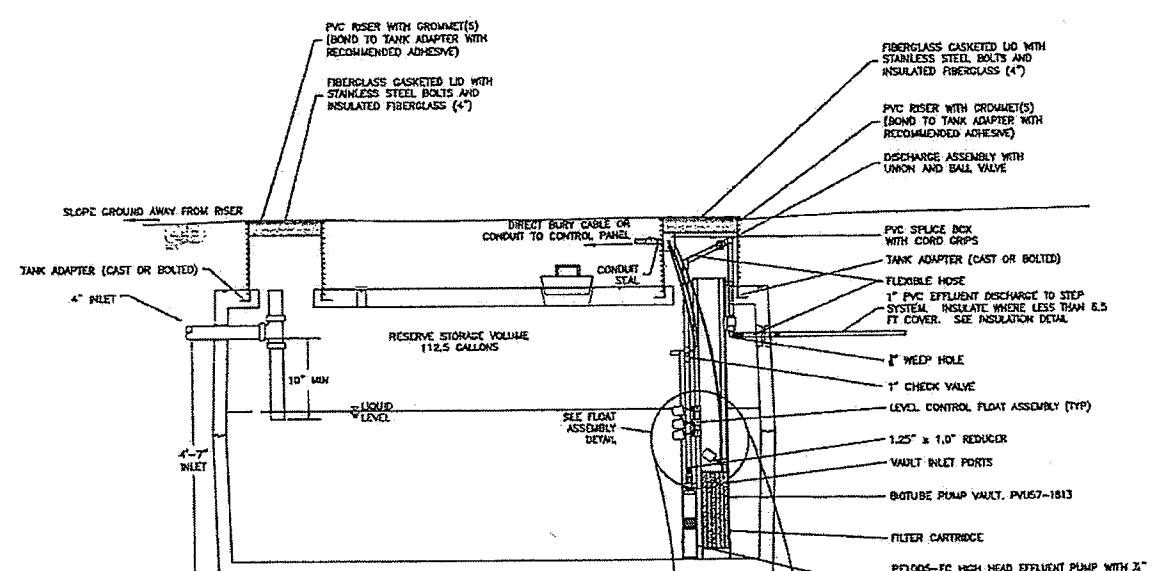 PVC RISER WITH GROMMET(S)
(BOND TO TANK ADAPTER WITH
RECOMMENDED ADHESIVE)
FIBERGLASS GASKETED LID WITH
STAINLESS STEEL BOLTS AND
INSULATED FIBERGLASS (4")
FIBERGLASS GASKETED LID WITH
STAINLESS STEEL BOLTS AND
INSULATED FIBERGLASS (4")
PVC RISER WITH GROMMET(S)
(BOND TO TANK ADAPTER WITH
RECOMMENDED ADHESIVE)
DISCHARGE ASSEMBLY WITH
UNION AND BALL VALVE
SLOPE GROUND AWAY FROM RISER
DIRECT BURY CABLE OR
CONDUIT TO CONTROL PANEL
PVC SPLICE BOX
WITH CORD GRIPS
TANK ADAPTER (CAST OR BOLTED)
CONDUIT
SEAL
TANK ADAPTER (CAST OR BOLTED)
FLEXIBLE HOSE
4" INLET
1" PVC EFFLUENT DISCHARGE TO STEP
SYSTEM. INSULATE WHERE LESS THAN 6.5
FT COVER. SEE INSULATION DETAIL
RESERVE STORAGE VOLUME
112.5 GALLONS
WEEP HOLE
10" MIN
1" CHECK VALVE
LIQUID
LEVEL
SEE FLOAT
ASSEMBLY
DETAIL
LEVEL CONTROL FLOAT ASSEMBLY (TYP)
4'-7"
INLET
1.25" x 1.0" REDUCER
VAULT INLET PORTS
BIOTUBE PUMP VAULT, PVU57-1813
FILTER CARTRIDGE
HIGH HEAD EFFLUENT PUMP WITH